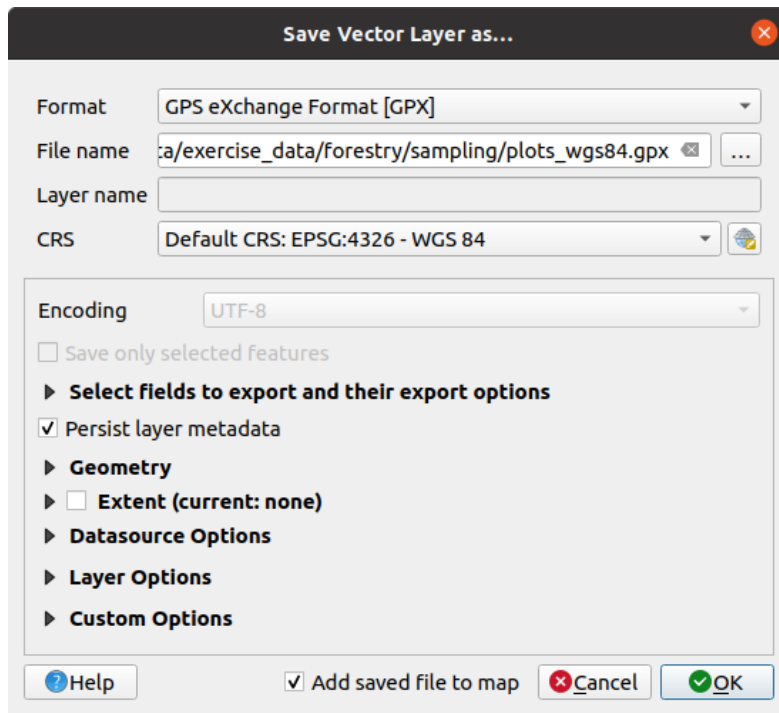 Save Vector Layer as...
Format GPS eXchange Format [GPX]
File name ta/exercise_data/forestry/sampling/plots_wgs84.gpx ...
Layer name
CRS Default CRS: EPSG:4326 - WGS 84
Encoding UTF-8
Save only selected features
Select fields to export and their export options
Persist layer metadata
Geometry
Extent (current: none)
Datasource Options
Layer Options
Custom Options
Help Add saved file to map Cancel OK